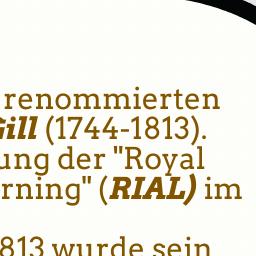 renommierten
Gill (1744-1813).
ung der "Royal
rning" (RIAL) im
813 wurde sein